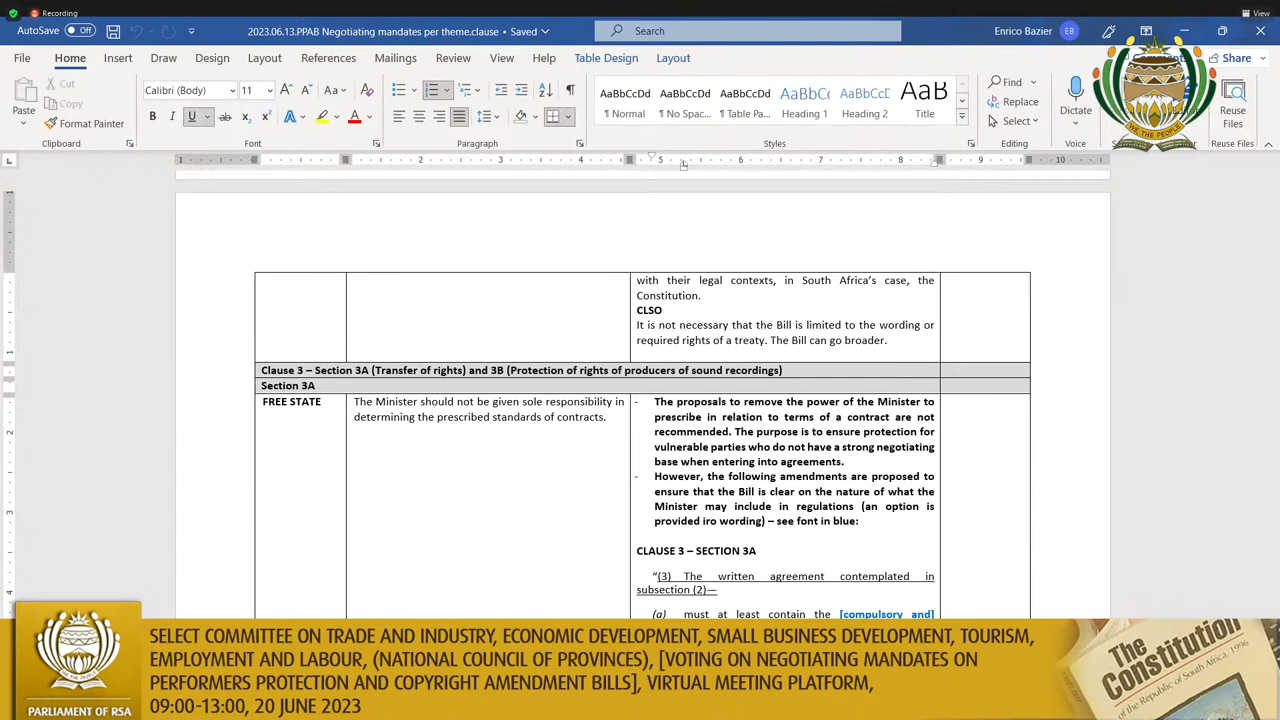 Recording
View
AutoSave Off
2023.06.13.PPAB Negotiating mandates per theme.clause • Saved
Search
Enrico Bazier EB
File Home Insert Draw Design Layout References Mailings Review View Help Table Design Layout
Share
Paste
Cut
Copy
Format Painter
Clipboard
Calibri (Body) 11
Font
Paragraph
AaBbCcDd AaBbCcDd AaBbCcDd AaBbCc AaBbCcD AaB
¶ Normal ¶ No Spac... ¶ Table Pa... Heading 1 Heading 2 Title
Styles
Find
Replace
Select
Editing
Dictate
Voice
Reuse
Files
Reuse Files
with their legal contexts, in South Africa's case, the
Constitution.
CLSO
It is not necessary that the Bill is limited to the wording or
required rights of a treaty. The Bill can go broader.
Clause 3 – Section 3A (Transfer of rights) and 3B (Protection of rights of producers of sound recordings)
Section 3A
FREE STATE
The Minister should not be given sole responsibility in
determining the prescribed standards of contracts.
- The proposals to remove the power of the Minister to
prescribe in relation to terms of a contract are not
recommended. The purpose is to ensure protection for
vulnerable parties who do not have a strong negotiating
base when entering into agreements.
- However, the following amendments are proposed to
ensure that the Bill is clear on the nature of what the
Minister may include in regulations (an option is
provided iro wording) – see font in blue:
CLAUSE 3 – SECTION 3A
"(3) The written agreement contemplated in
subsection (2)—
(a) must at least contain the [compulsory and]
SELECT COMMITTEE ON TRADE AND INDUSTRY, ECONOMIC DEVELOPMENT, SMALL BUSINESS DEVELOPMENT, TOURISM,
EMPLOYMENT AND LABOUR, (NATIONAL COUNCIL OF PROVINCES), [VOTING ON NEGOTIATING MANDATES ON
PERFORMERS PROTECTION AND COPYRIGHT AMENDMENT BILLS], VIRTUAL MEETING PLATFORM,
09:00-13:00, 20 JUNE 2023
PARLIAMENT OF RSA
WE THE PEOPLE
The
Constitution
of the Republic of South Africa, 1996